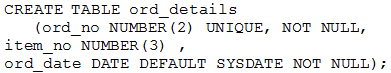 CREATE TABLE ord_details
(ord_no NUMBER(2) UNIQUE, NOT NULL,
item_no NUMBER(3) ,
ord_date DATE DEFAULT SYSDATE NOT NULL);